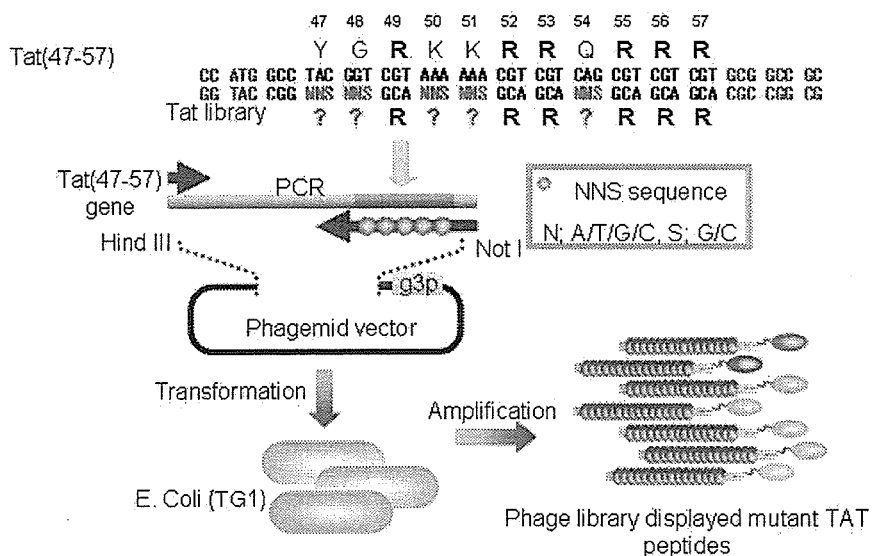 47 48 49 50 51 52 53 54 55 56 57
Tat(47-57)
Y G R K K R R Q R R R
CC ATG GCC TAC GGT CGT AAA AAA CGT CGT CAG CGT CGT CGT GCG GCC GC
GG TAC CGG NNS NNS GCA NNS NNS GCA GCA NNS GCA GCA GCA CGC CGG CG
Tat library
? ? R ? ? R R ? R R R
Tat(47-57)
gene
PCR
NNS sequence
N; A/T/G/C, S; G/C
Hind III
Not I
g3p
Phagemid vector
Transformation
Amplification
E. Coli (TG1)
Phage library displayed mutant TAT
peptides